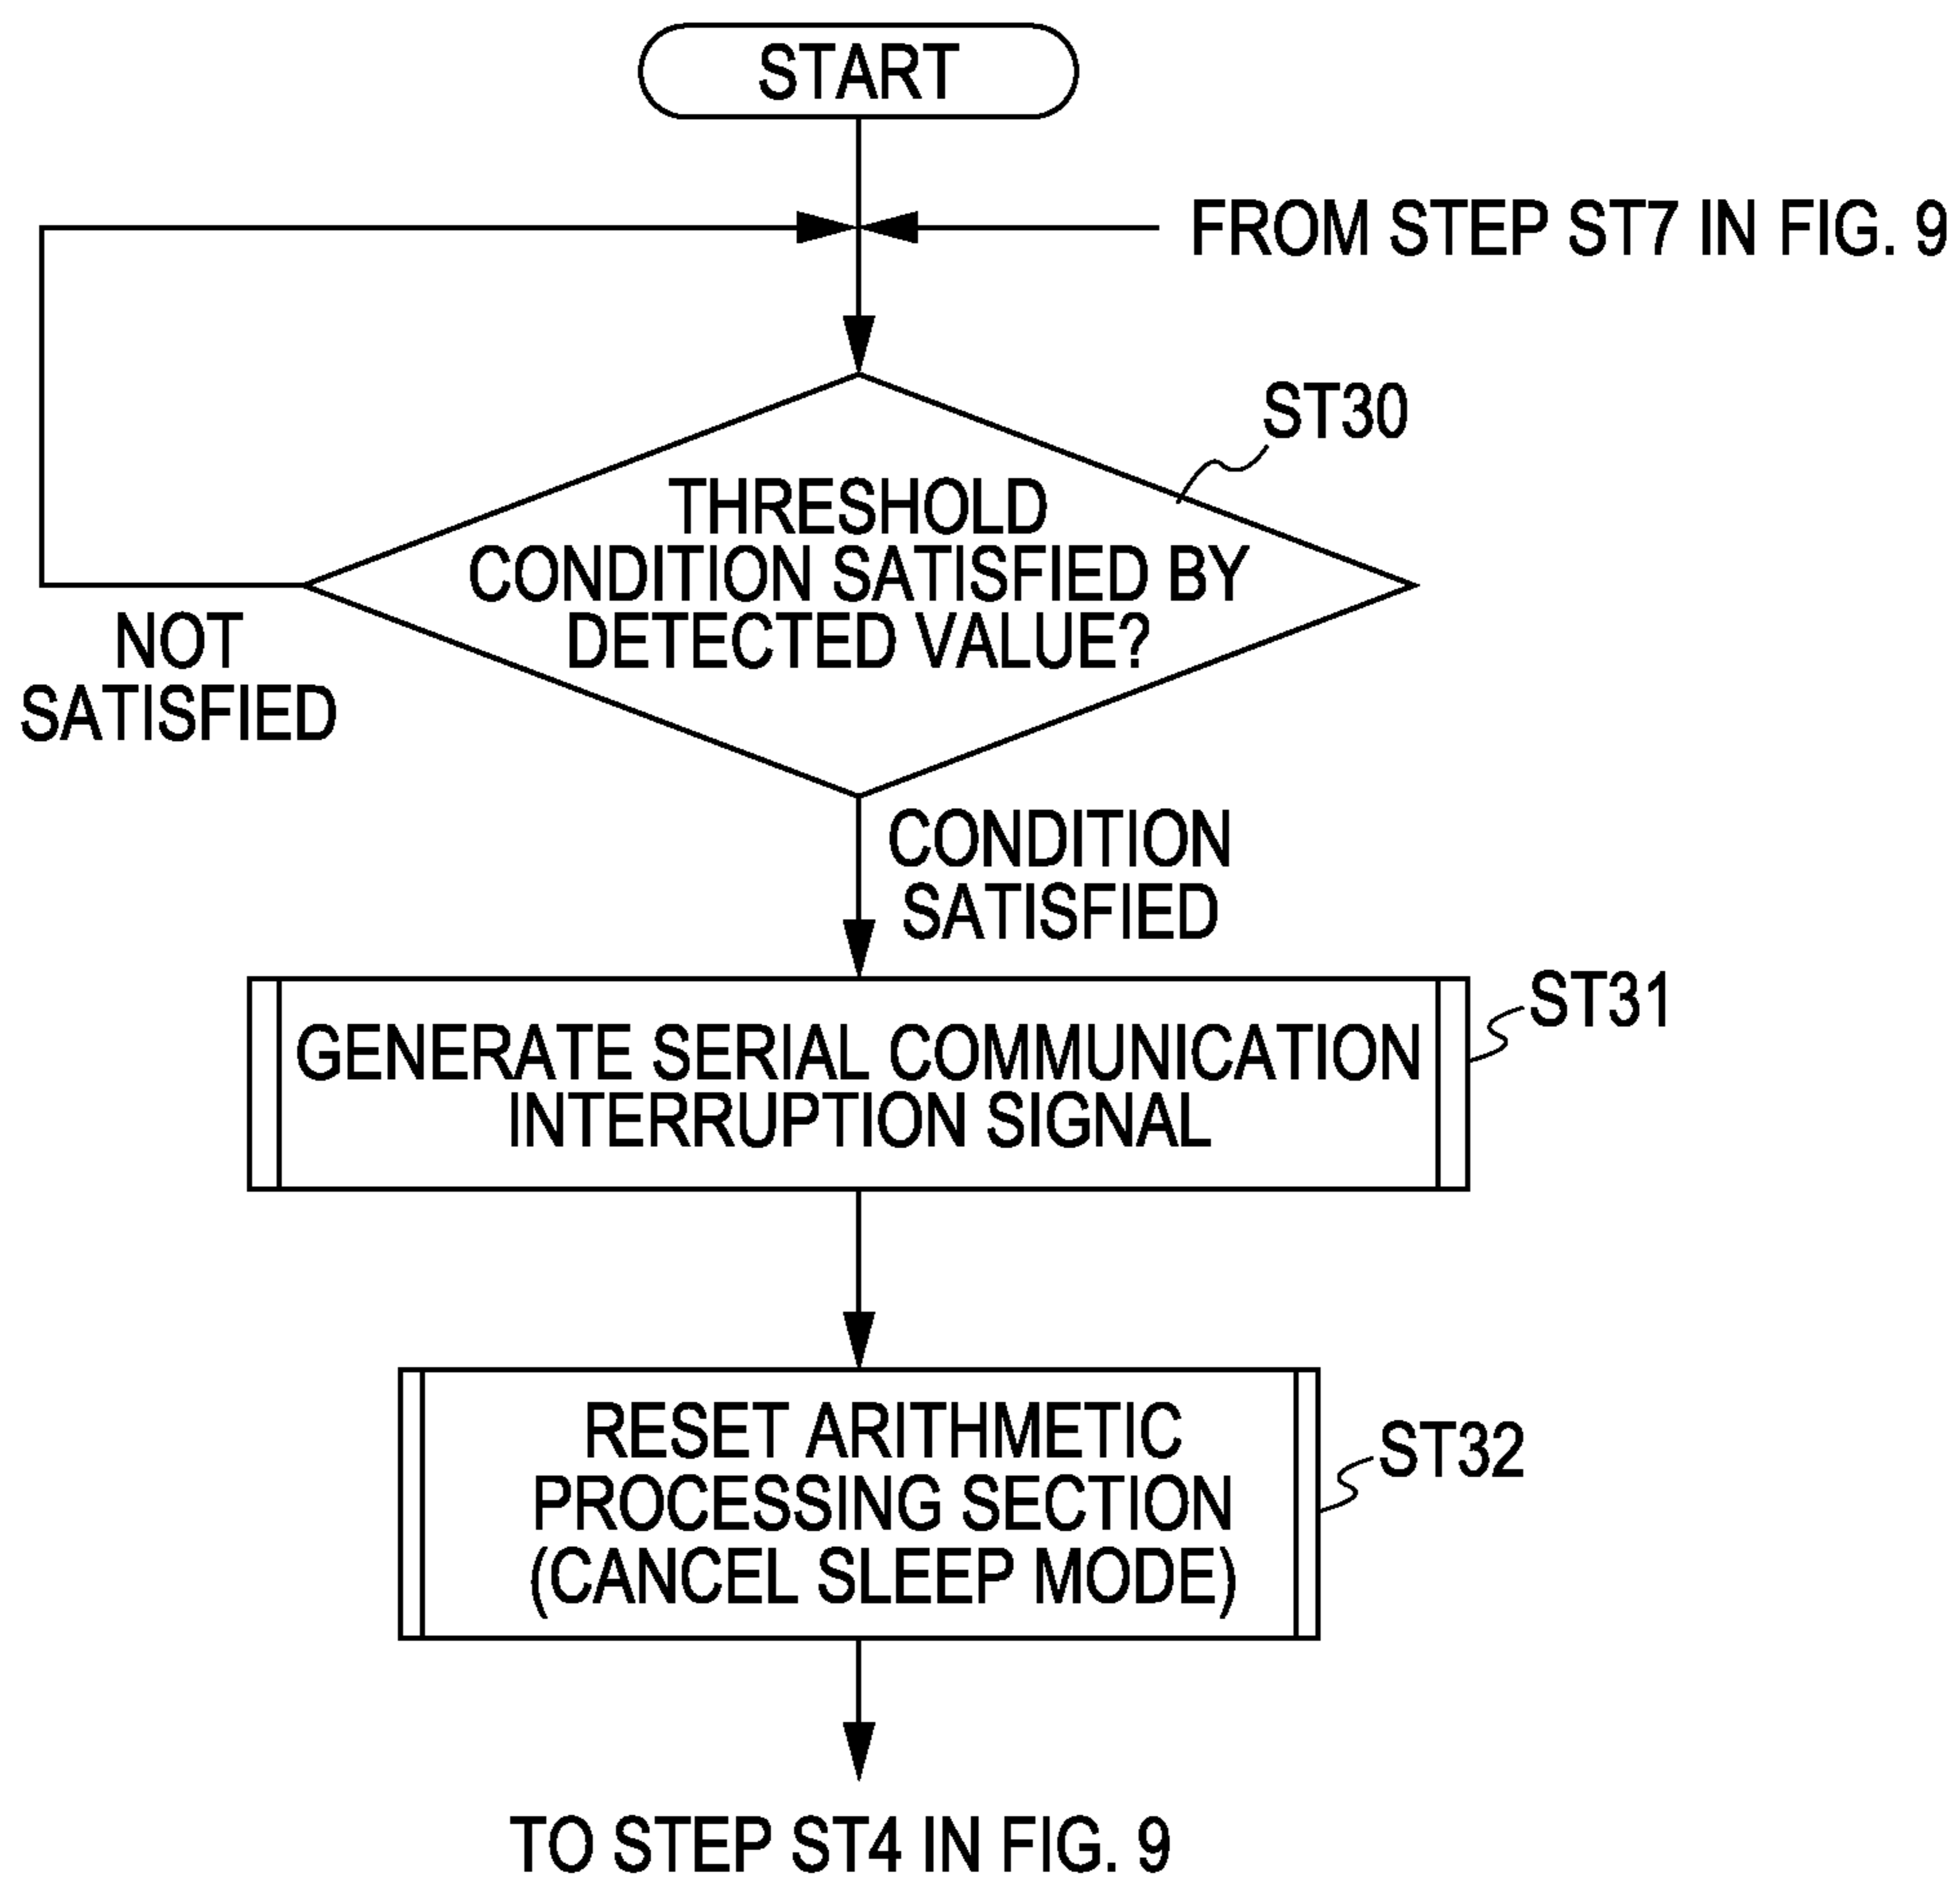 START
FROM STEP ST7 IN FIG. 9
ST30
THRESHOLD
CONDITION SATISFIED BY
DETECTED VALUE?
NOT
SATISFIED
CONDITION
SATISFIED
ST31
GENERATE SERIAL COMMUNICATION
INTERRUPTION SIGNAL
RESET ARITHMETIC
PROCESSING SECTION
(CANCEL SLEEP MODE)
ST32
TO STEP ST4 IN FIG. 9